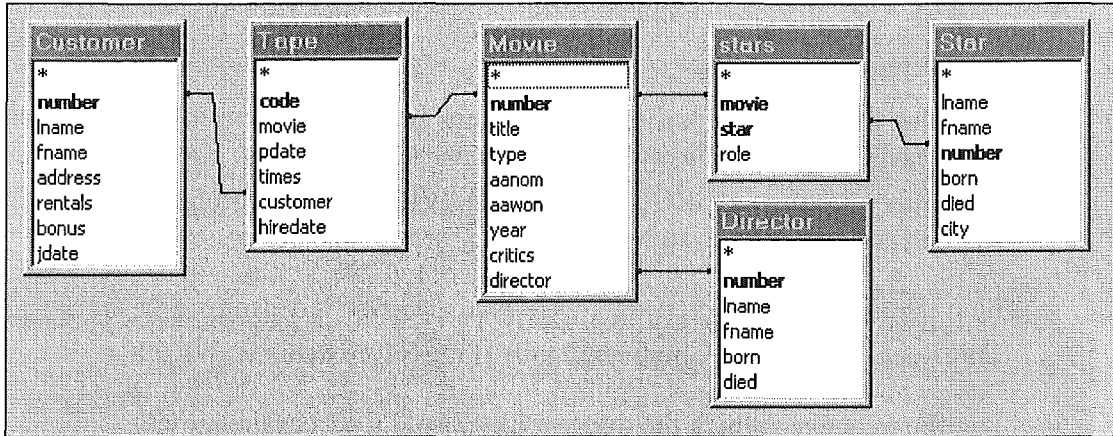 Customer
*
number
lname
fname
address
rentals
bonus
jdate
Tape
*
code
movie
pdate
times
customer
hiredate
Movie
*
number
title
type
aanom
aawon
year
critics
director
stars
*
movie
star
role
Star
*
lname
fname
number
born
died
city
Director
*
number
lname
fname
born
died